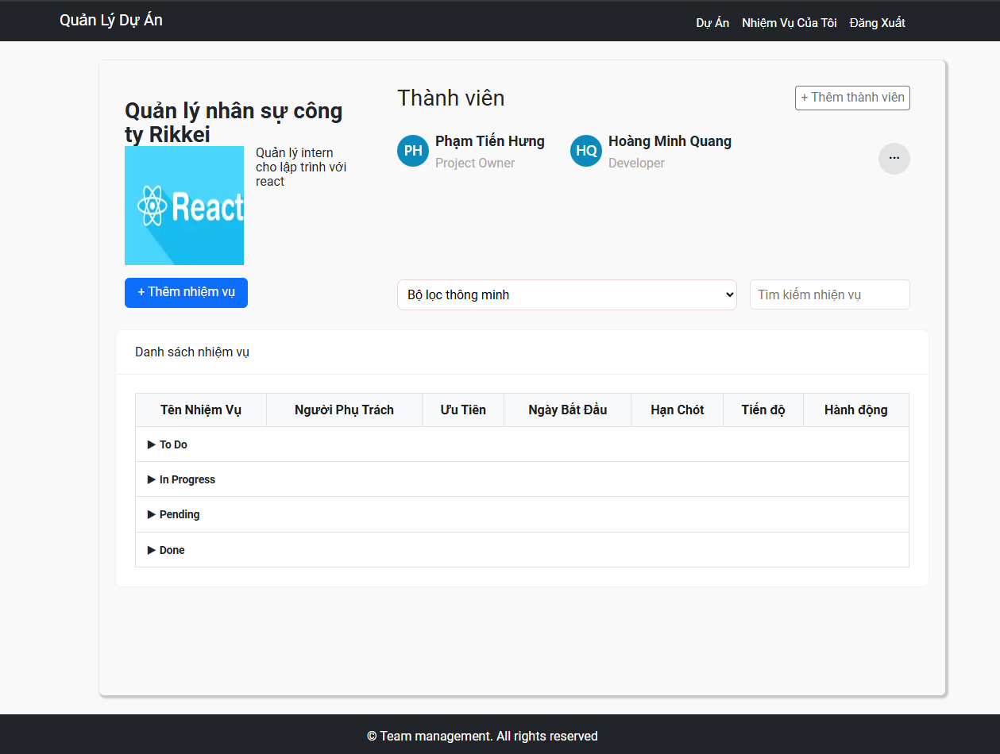 Quản Lý Dự Án
Dự Án
Nhiệm Vụ Của Tôi
Đăng Xuất
Quản lý nhân sự công
ty Rikkei
React
Quản lý intern
cho lập trình với
react
+ Thêm nhiệm vụ
Thành viên
+ Thêm thành viên
PH
Phạm Tiến Hưng
Project Owner
HQ
Hoàng Minh Quang
Developer
...
Bộ lọc thông minh
Tìm kiếm nhiện vụ
Danh sách nhiệm vụ
Tên Nhiệm Vụ
Người Phụ Trách
Ưu Tiên
Ngày Bắt Đầu
Hạn Chót
Tiến độ
Hành động
▶ To Do
▶ In Progress
▶ Pending
▶ Done
© Team management. All rights reserved